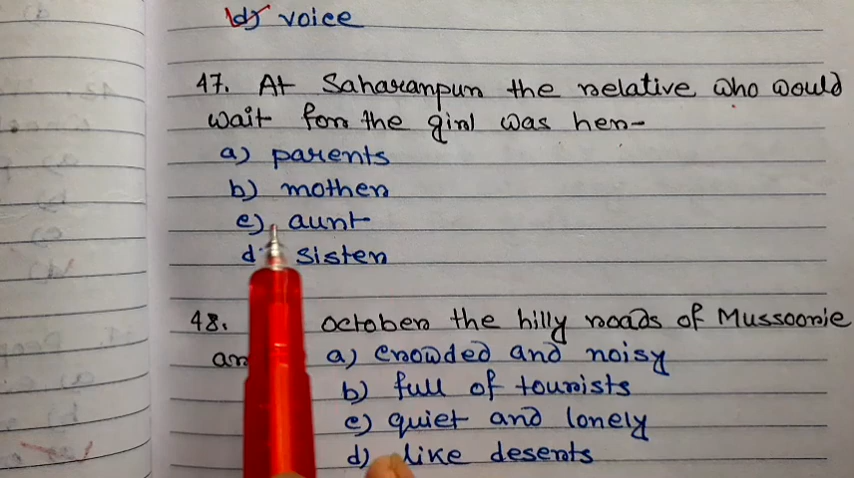 d) voice
47. At Saharanpur the relative who would
wait for the girl was her-
a) parents
b) mother
c) aunt
d sister
48. october the hilly roads of Mussoorie
ar a) crowded and noisy
b) full of tourists
c) quiet and lonely
d) like deserts